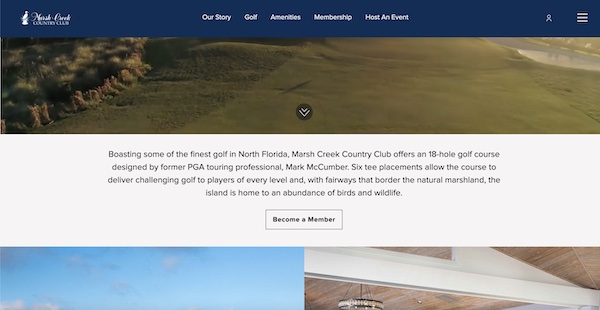 Marsh Creek
COUNTRY CLUB
Our Story
Golf
Amenities
Membership
Host An Event
Boasting some of the finest golf in North Florida, Marsh Creek Country Club offers an 18-hole golf course
designed by former PGA touring professional, Mark McCumber. Six tee placements allow the course to
deliver challenging golf to players of every level and, with fairways that border the natural marshland, the
island is home to an abundance of birds and wildlife.
Become a Member